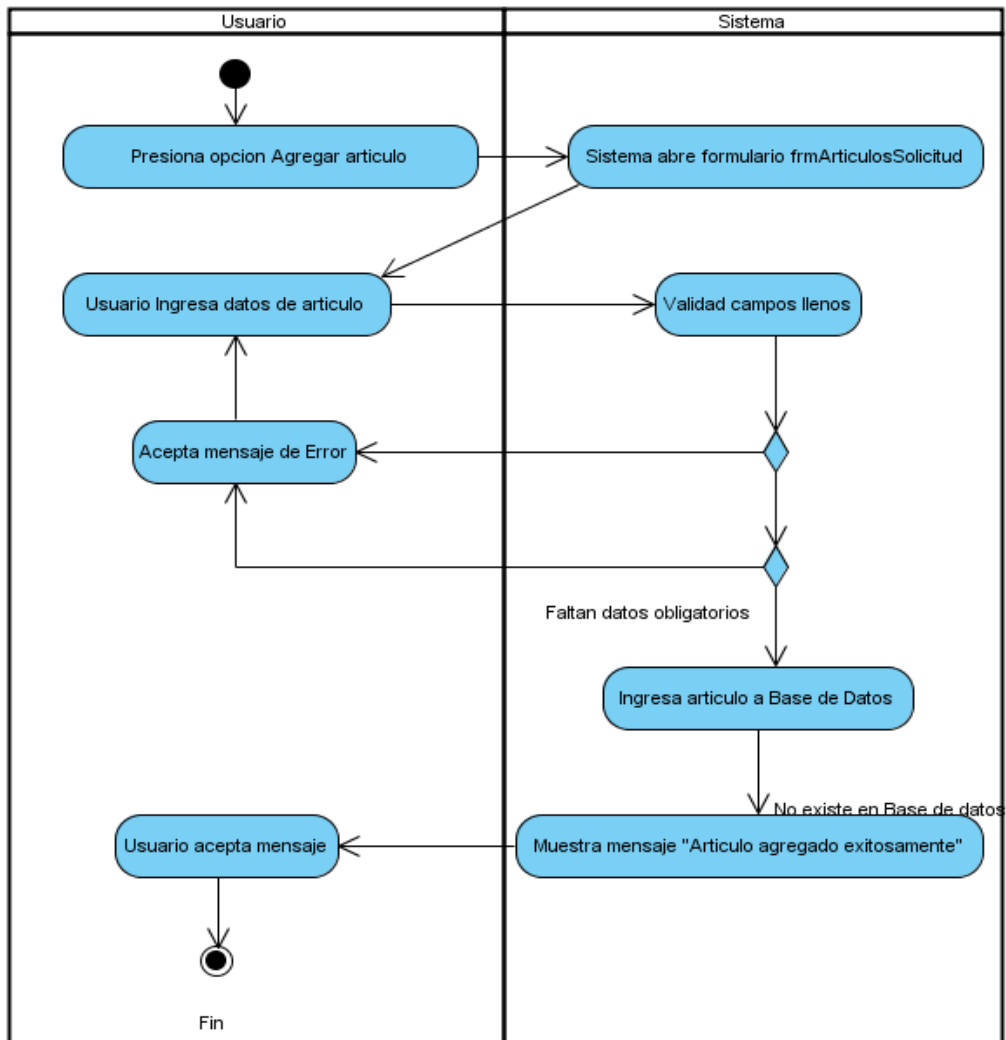 Usuario
Sistema
Presiona opcion Agregar articulo
Sistema abre formulario frmArticulosSolicitud
Usuario Ingresa datos de articulo
Validad campos llenos
Acepta mensaje de Error
Faltan datos obligatorios
Ingresa articulo a Base de Datos
No existe en Base de datos
Usuario acepta mensaje
Muestra mensaje "Articulo agregado exitosamente"
Fin